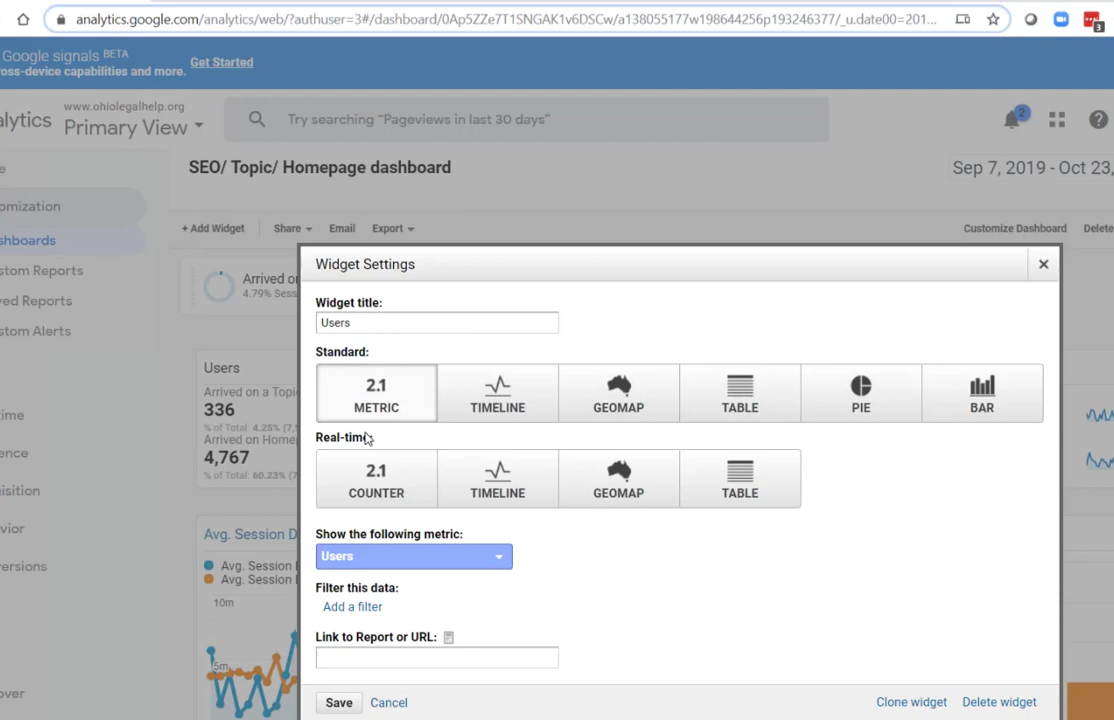 analytics.google.com/analytics/web/?authuser=3#/dashboard/0Ap5ZZe7T1SNGAK1v6DSCw/a138055177w198644256p193246377/_u.date00=201...
3
Google signals BETA
Get Started
ross-device capabilities and more.
www.ohiolegalhelp.org
alytics
Primary View
Try searching “Pageviews in last 30 days”
2
?
SEO/ Topic/ Homepage dashboard
Sep 7, 2019 - Oct 23,
omization
+ Add Widget
Share
Email
Export
Customize Dashboard
Delete
shboards
Widget Settings
stom Reports
Arrived o
4.79% Sess
ved Reports
Widget title:
Users
stom Alerts
Standard:
Users
Arrived on a Topi
336
% of Total: 4.25% (7,
2.1
METRIC
TIMELINE
GEOMAP
TABLE
PIE
BAR
ime
Arrived on Home
Real-time
ence
4,767
% of Total: 60.23% (7
2.1
COUNTER
TIMELINE
GEOMAP
TABLE
isition
vior
Avg. Session D
Show the following metric:
Users
ersions
Avg. Session
Avg. Session
Filter this data:
Add a filter
10m
Link to Report or URL:
5m
over
Save
Cancel
Clone widget
Delete widget